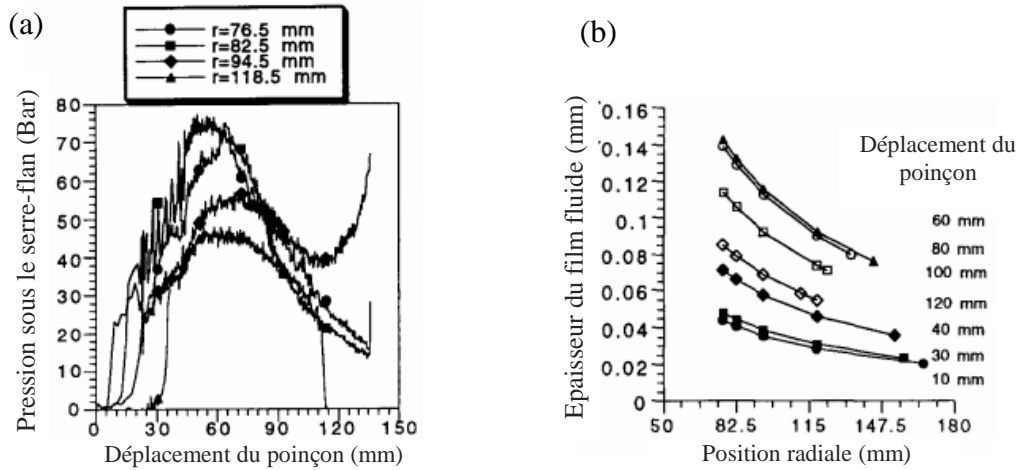 (a)
r=76.5 mm
r=82.5 mm
r=94.5 mm
r=118.5 mm
Pression sous le serre-flan (Bar)
80
70
60
50
40
30
20
10
0
0 30 60 90 120 150
Déplacement du poinçon (mm)
(b)
Epaisseur du film fluide (mm)
0.16
0.14
0.12
0.1
0.08
0.06
0.04
0.02
0
50 82.5 115 147.5 180
Position radiale (mm)
Déplacement du
poinçon
60 mm
80 mm
100 mm
120 mm
40 mm
30 mm
10 mm